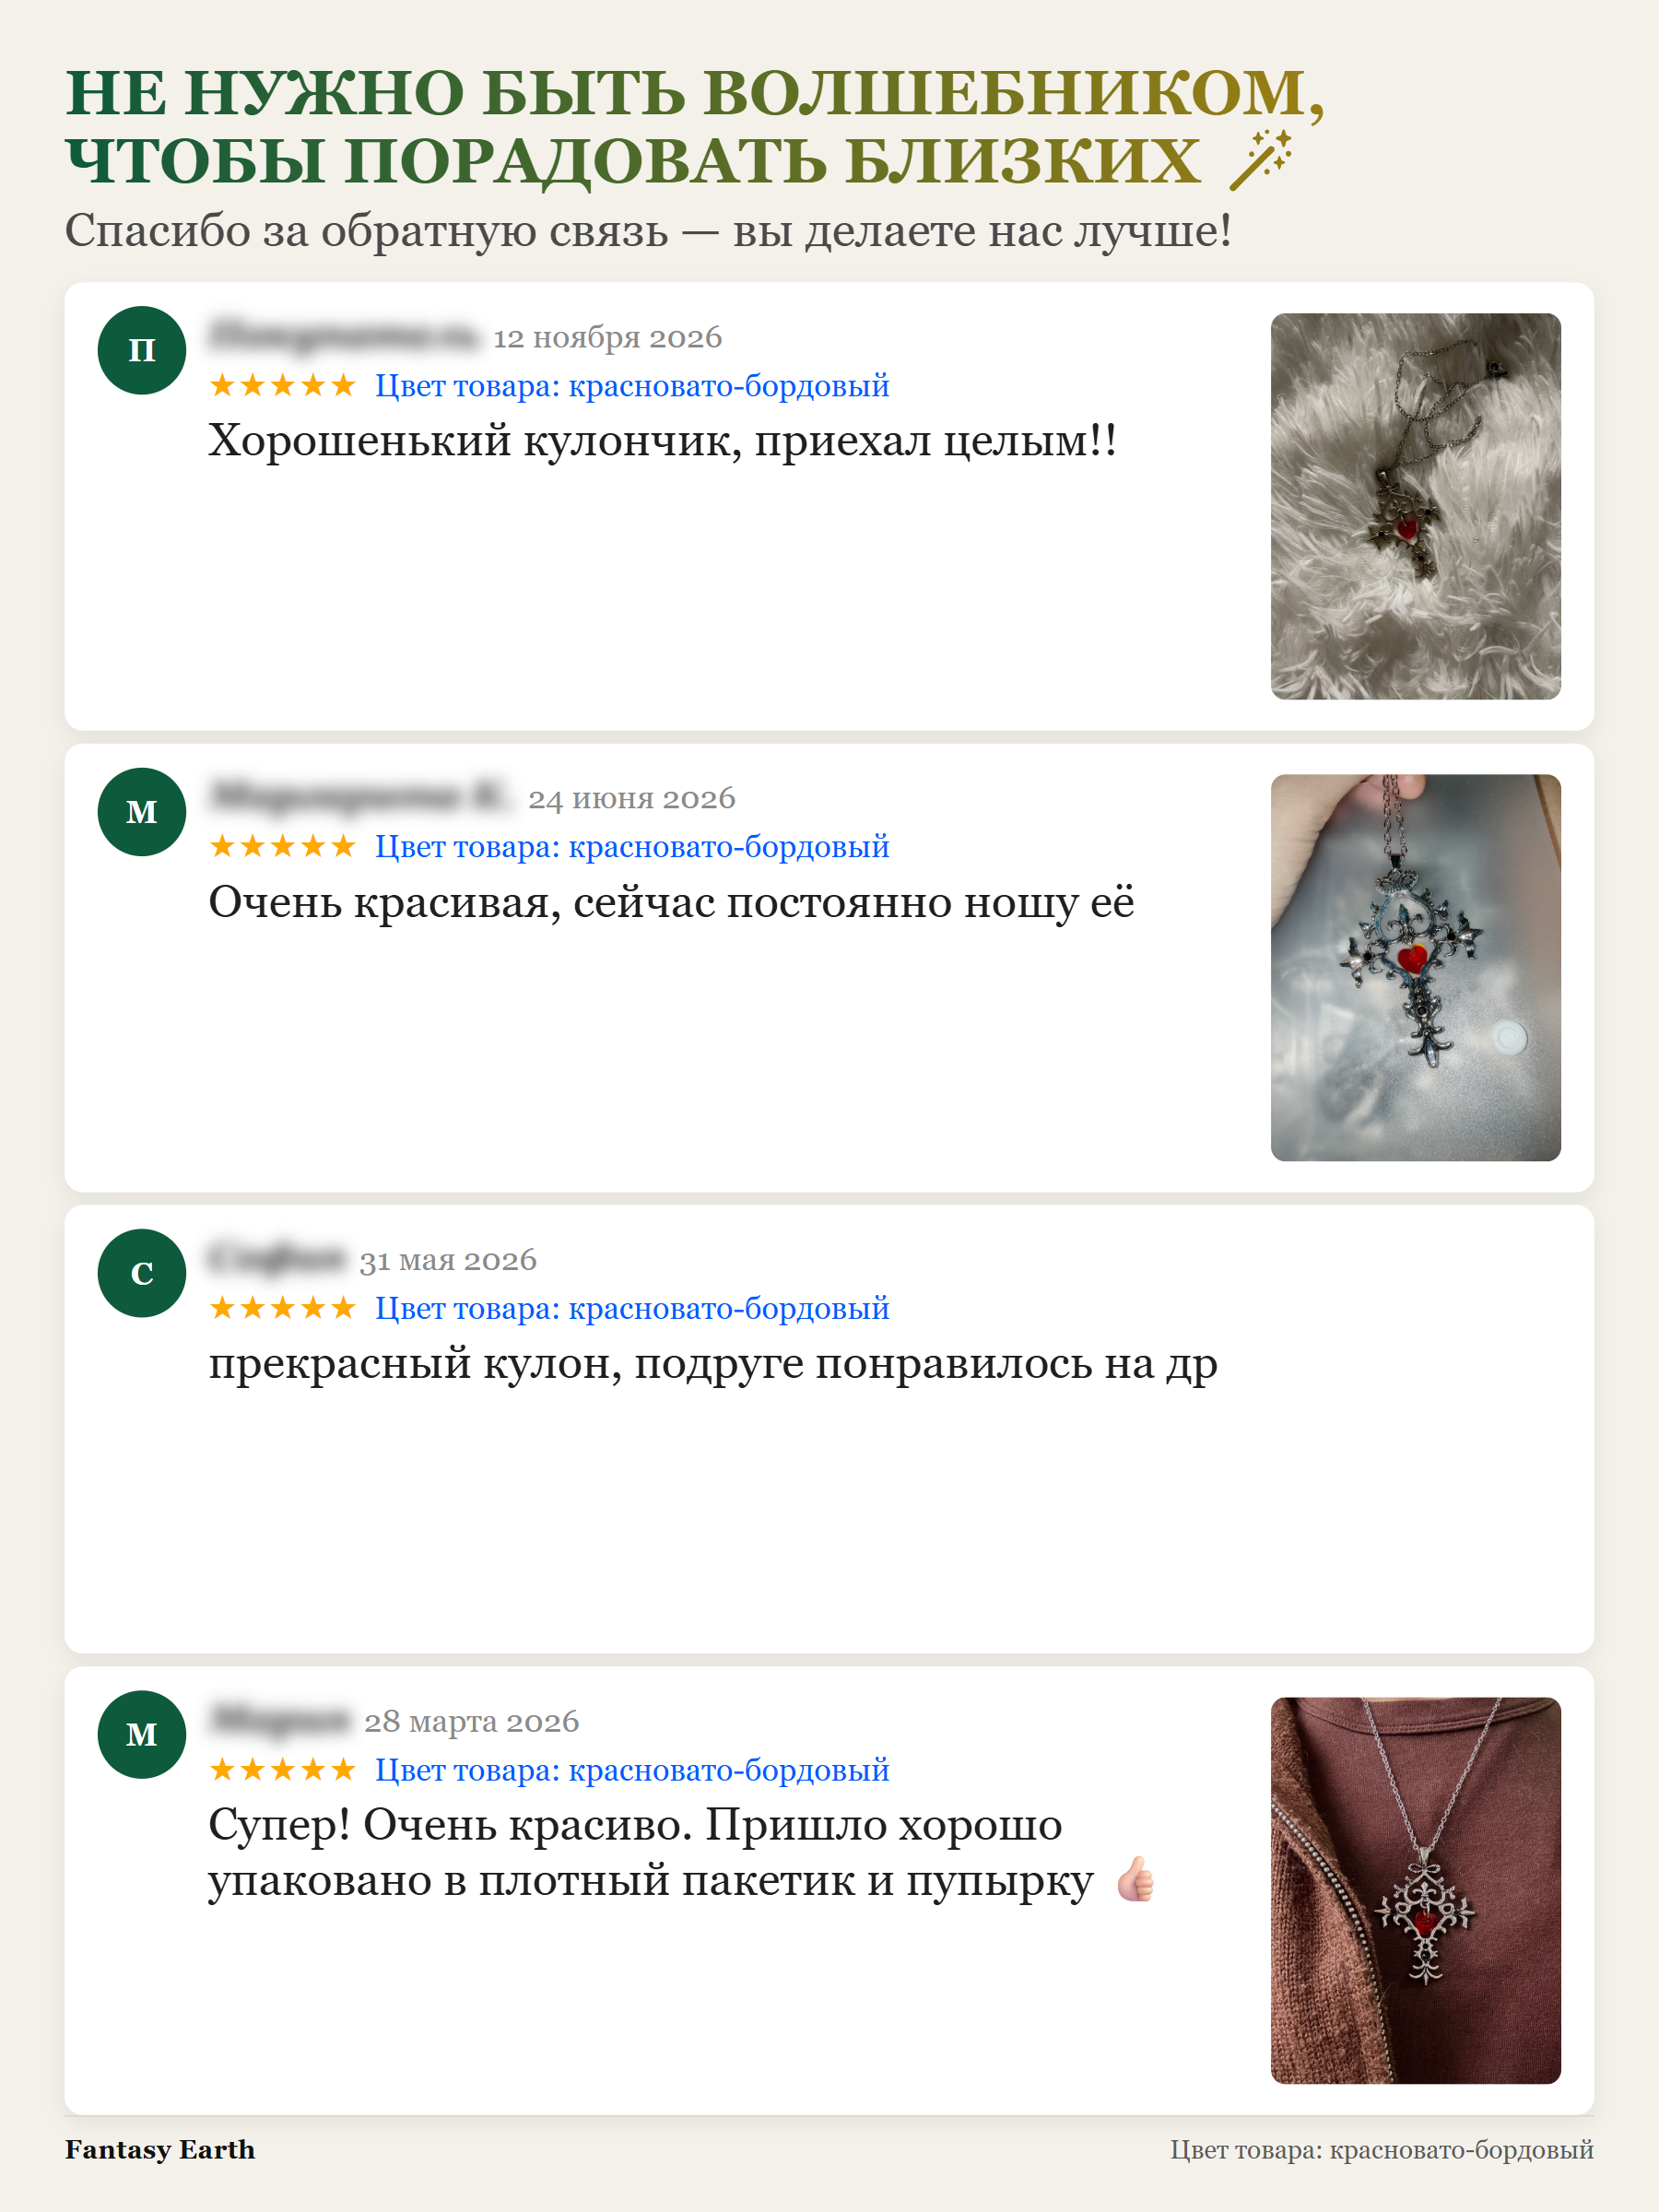 НЕ НУЖНО БЫТЬ ВОЛШЕБНИКОМ,
ЧТОБЫ ПОРАДОВАТЬ БЛИЗКИХ
Спасибо за обратную связь — вы делаете нас лучше!
П
12 ноября 2026
★★★★★ Цвет товара: красновато-бордовый
Хорошенький кулончик, приехал целым!!
М
24 июня 2026
★★★★★ Цвет товара: красновато-бордовый
Очень красивая, сейчас постоянно ношу её
С
31 мая 2026
★★★★★ Цвет товара: красновато-бордовый
прекрасный кулон, подруге понравилось на др
М
28 марта 2026
★★★★★ Цвет товара: красновато-бордовый
Супер! Очень красиво. Пришло хорошо
упаковано в плотный пакетик и пупырку 👍🏻
Fantasy Earth
Цвет товара: красновато-бордовый